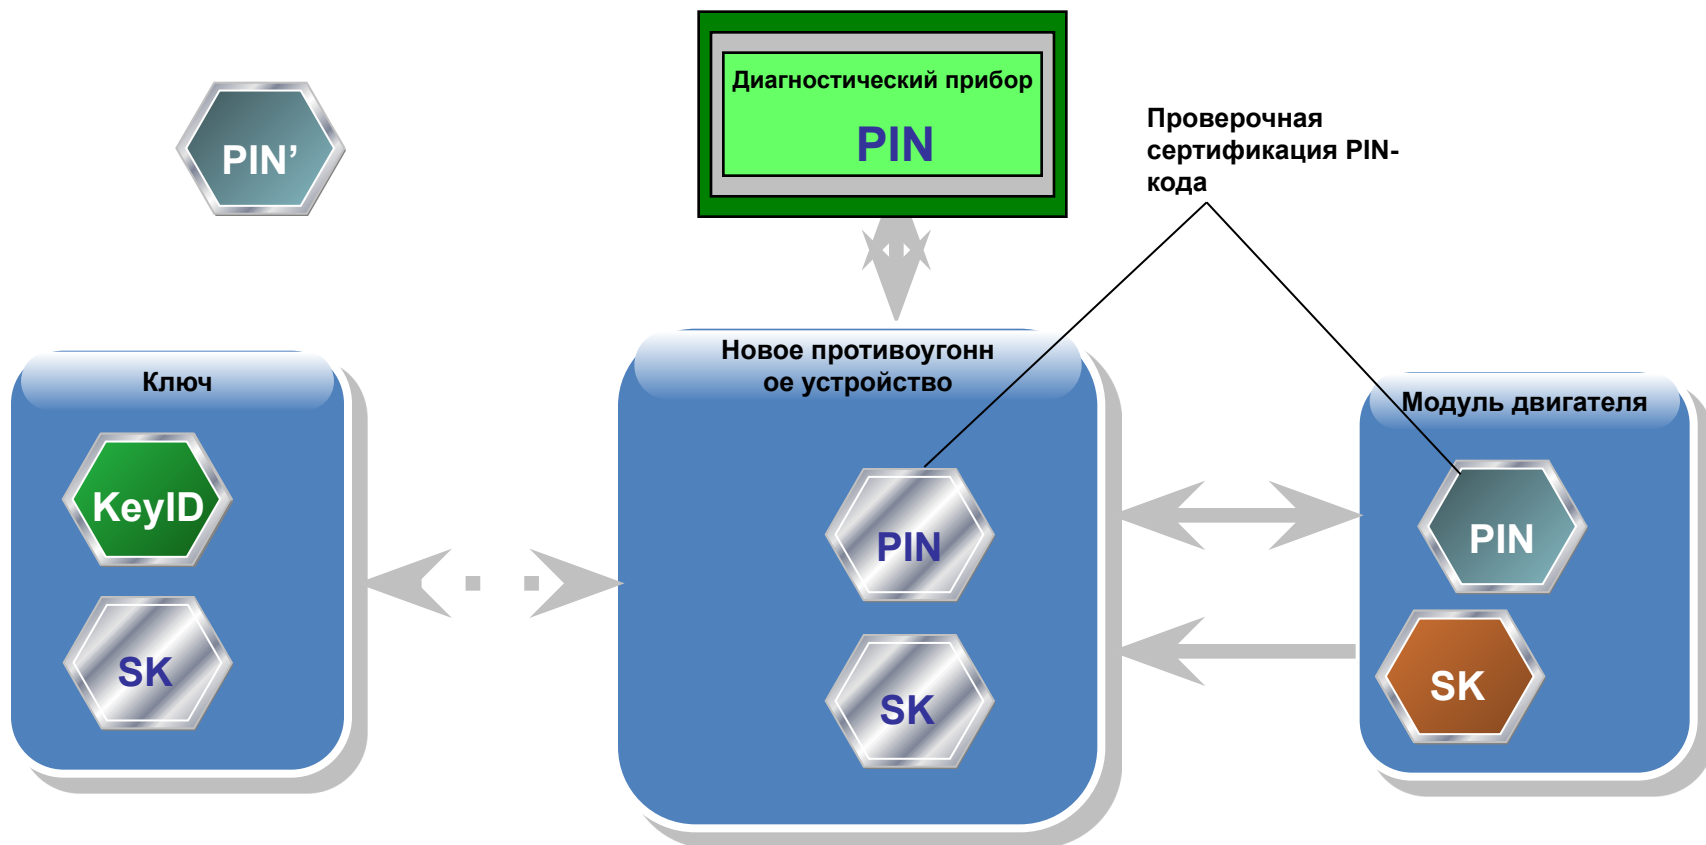 Диагностический прибор
PIN
PIN’
Проверочная
сертификация PIN-
кода
Ключ
KeyID
SK
Новое противоугонн
ое устройство
PIN
SK
Модуль двигателя
PIN
SK